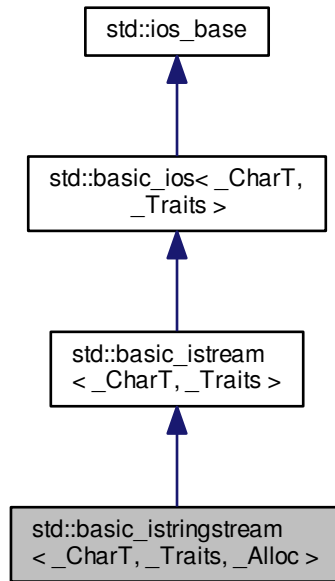 std::ios_base
std::basic_ios< _CharT,
_Traits >
std::basic_istream
< _CharT, _Traits >
std::basic_istringstream
< _CharT, _Traits, _Alloc >